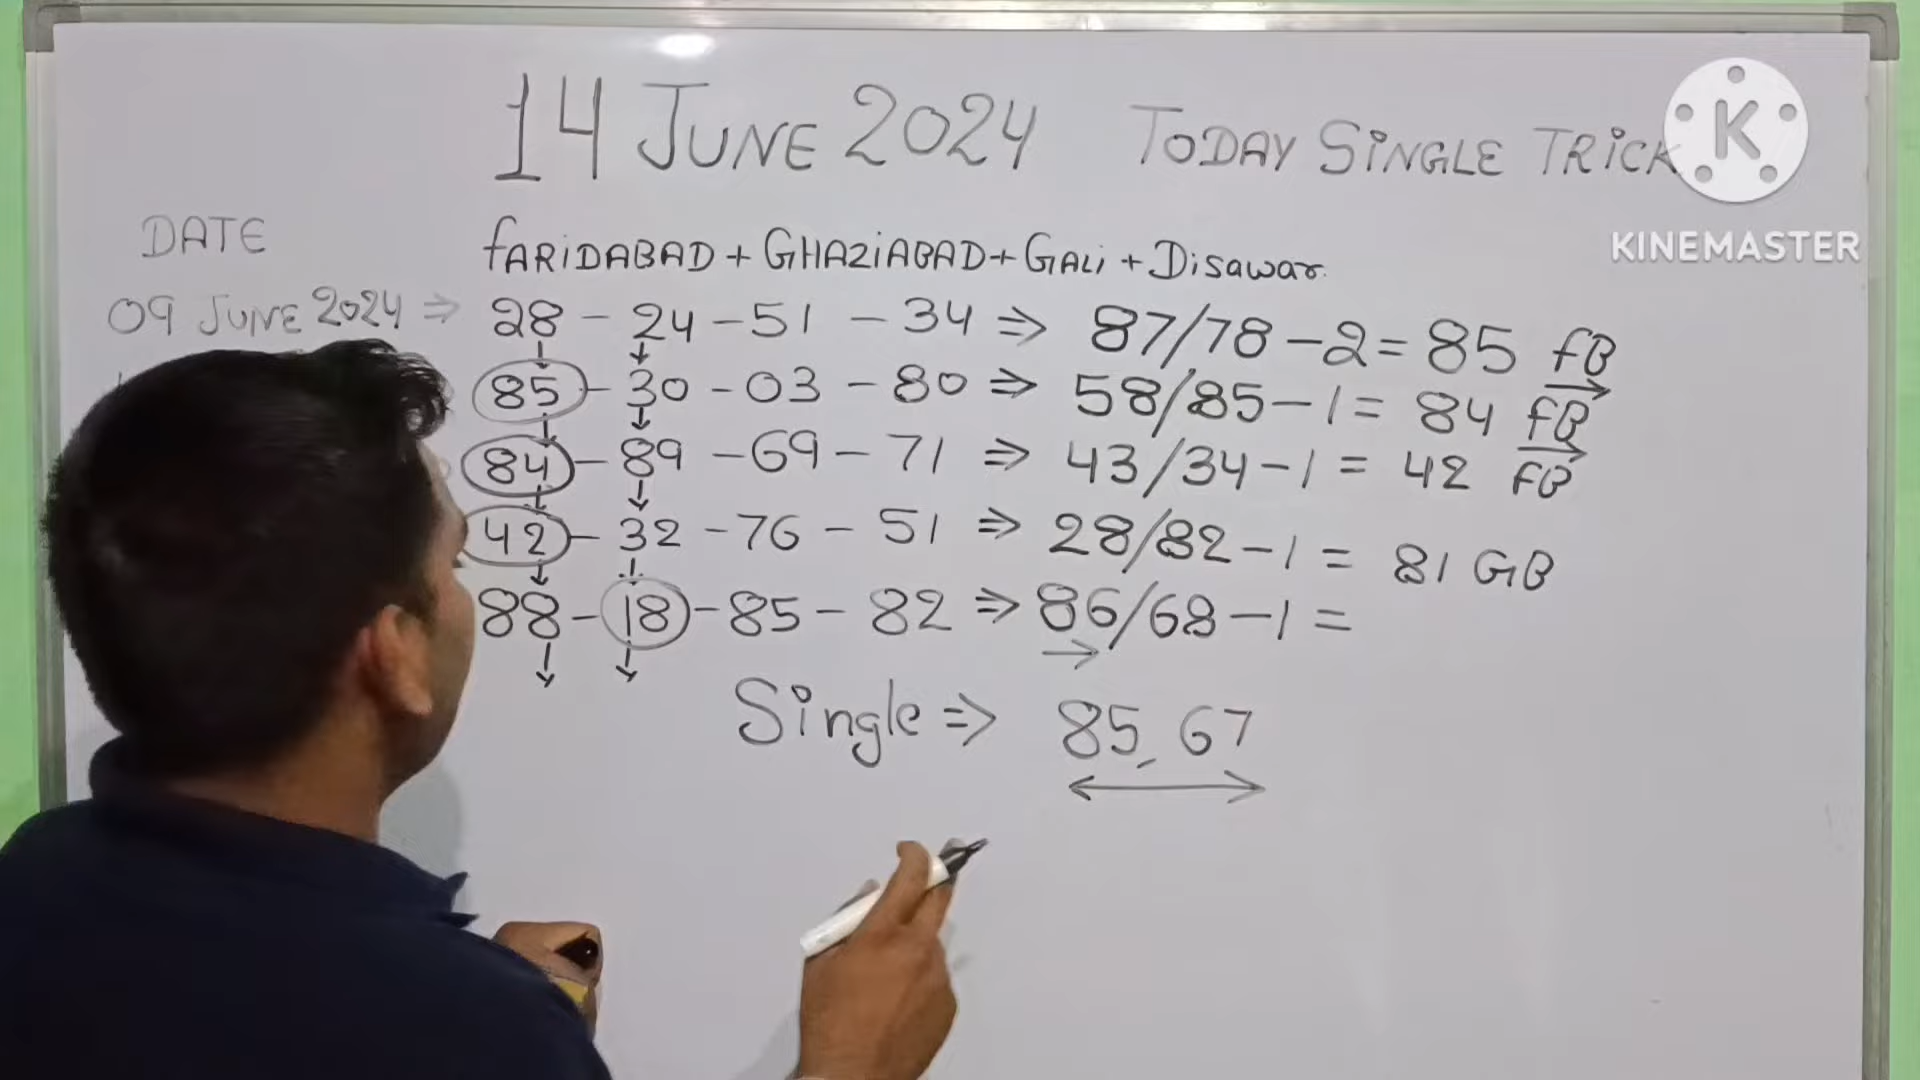 14 JUNE 2024 TODAY SiNGLE TRiCK
K
KINEMASTER
DATE
fARiDABAD + GHAZiABAD + GALi + Disawar.
09 JUNE 2024 ⇒ 28 - 24 - 51 - 34 ⇒ 87/78 - 2 = 85 fB
85 - 30 - 03 - 80 ⇒ 58/85 - 1 = 84 fB
84 - 89 - 69 - 71 ⇒ 43/34 - 1 = 42 fB
42 - 32 - 76 - 51 ⇒ 28/82 - 1 = 81 GB
88 - 18 - 85 - 82 ⇒ 86/68 - 1 =
Single ⇒ 85, 67